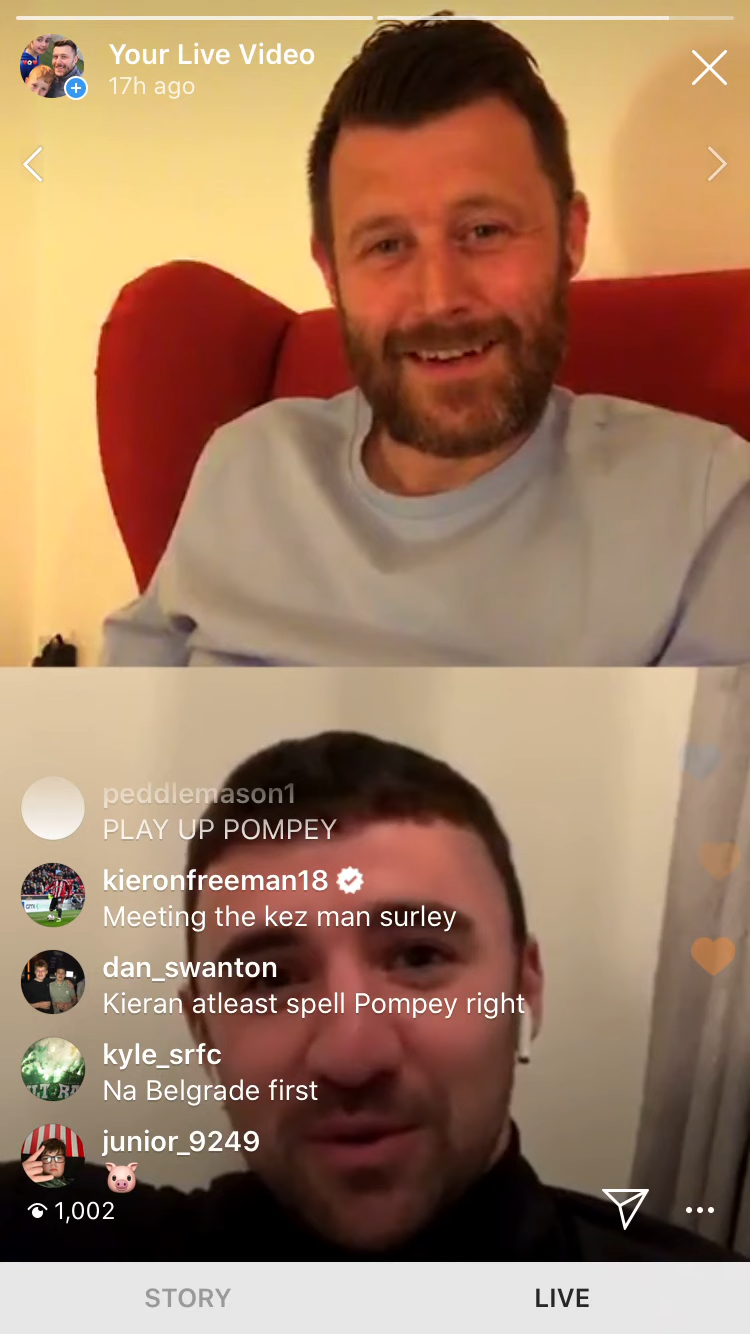 Your Live Video
17h ago
peddlemason1
PLAY UP POMPEY
kieronfreeman18
Meeting the kez man surley
dan_swanton
Kieran atleast spell Pompey right
kyle_srfc
Na Belgrade first
junior_9249
🐷
1,002
STORY LIVE